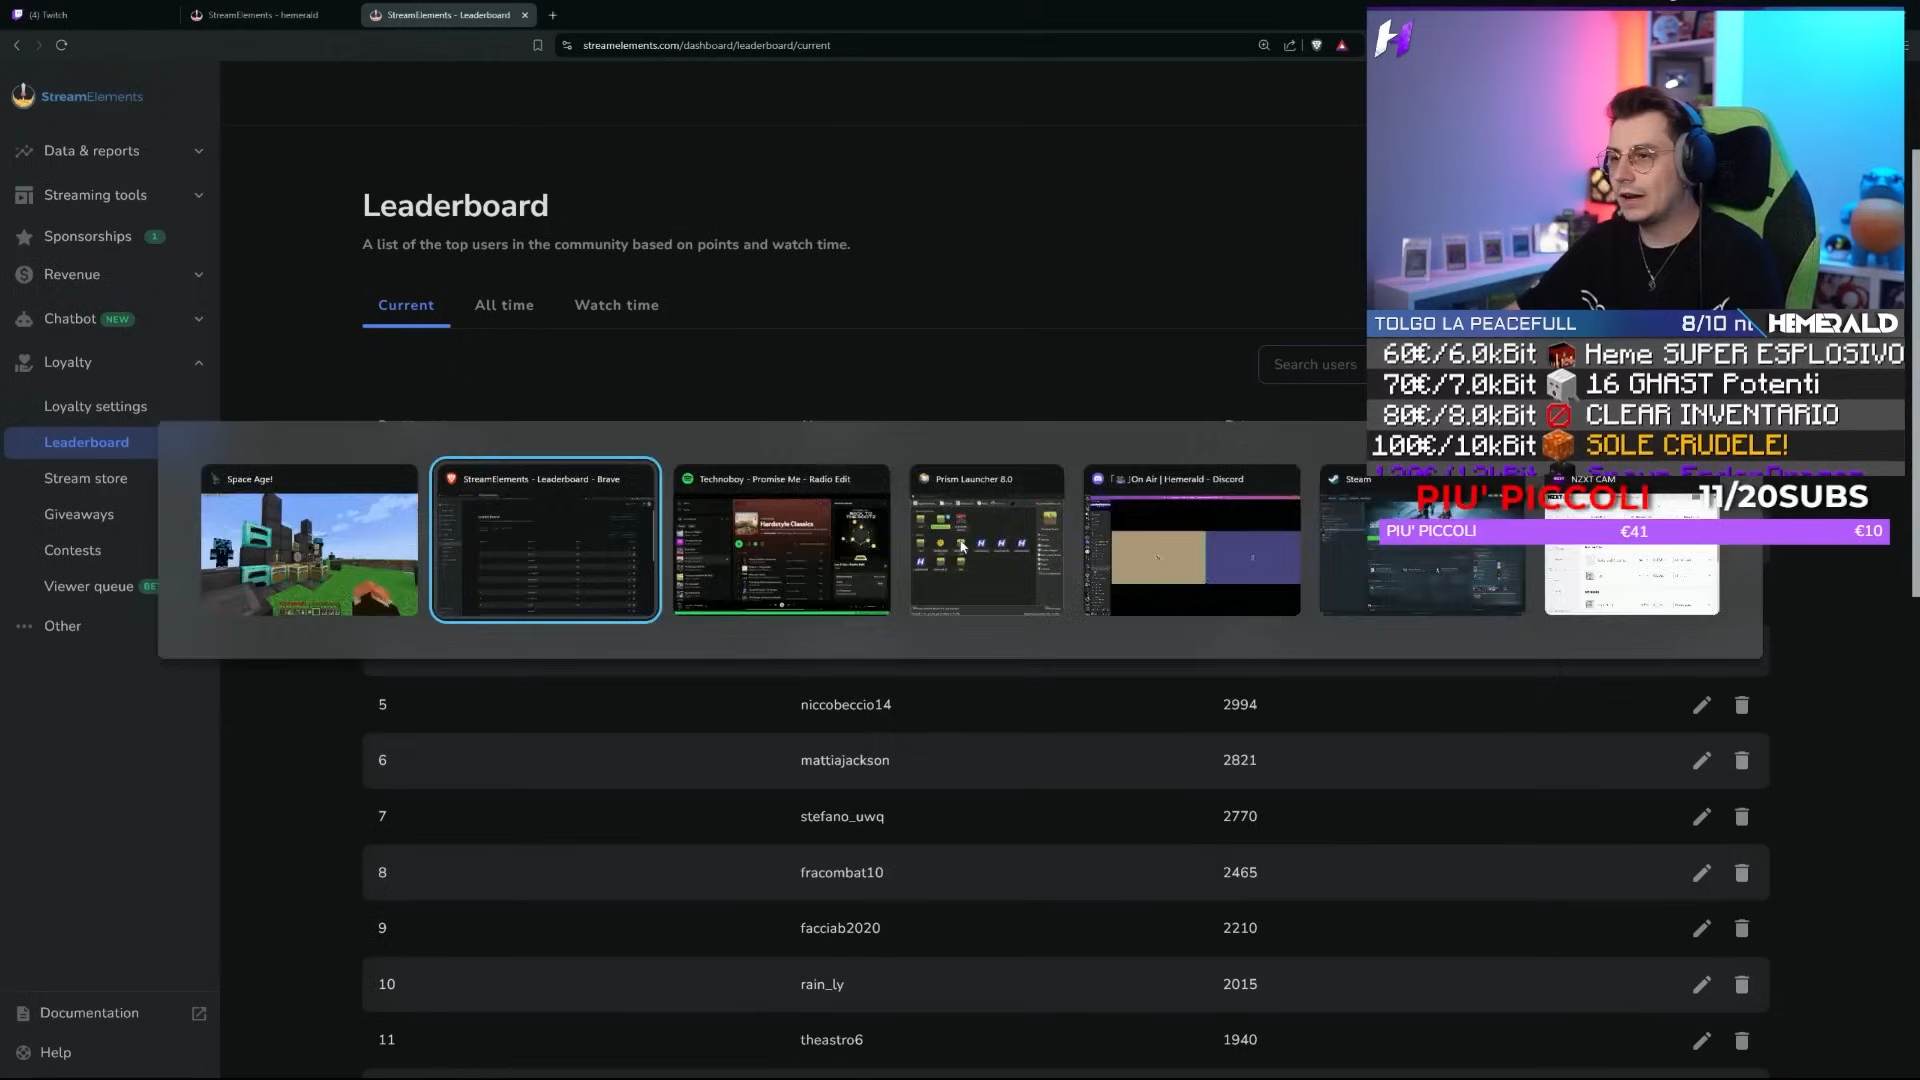 (4) Twitch
StreamElements - hemerald
StreamElements - Leaderboard
streamelements.com/dashboard/leaderboard/current
StreamElements
Data & reports
Streaming tools
Sponsorships 1
Revenue
Chatbot NEW
Loyalty
Loyalty settings
Leaderboard
Stream store
Giveaways
Contests
Viewer queue BET
Other
Documentation
Help
Leaderboard
A list of the top users in the community based on points and watch time.
Current All time Watch time
Search users
TOLGO LA PEACEFULL 8/10
HEMERALD
60€/6.0kBit Heme SUPER ESPLOSIVO
70€/7.0kBit 16 GHAST Potenti
80€/8.0kBit CLEAR INVENTARIO
100€/10kBit SOLE CRUDELE!
PIU' PICCOLI 11/20SUBS
PIU' PICCOLI €41 €10
Space Age!
StreamElements - Leaderboard - Brave
Technoboy - Promise Me - Radio Edit
Hardstyle Classics
Prism Launcher 8.0
On Air | Hemerald - Discord
Steam
NZXT CAM
5 niccobeccio14 2994
6 mattiajackson 2821
7 stefano_uwq 2770
8 fracombat10 2465
9 facciab2020 2210
10 rain_ly 2015
11 theastro6 1940